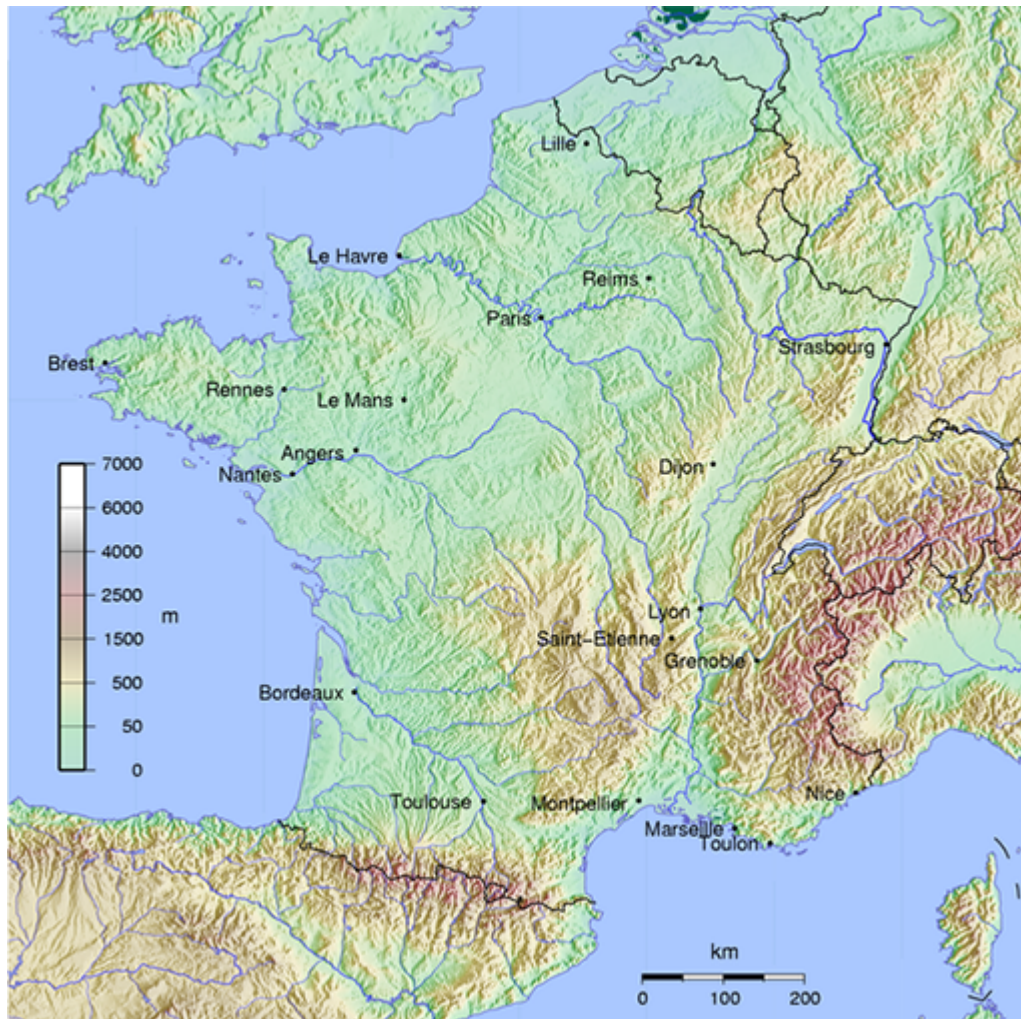 Lille
Le Havre
Reims
Paris
Strasbourg
Brest
Rennes
Le Mans
Angers
Dijon
Nantes
7000
6000
4000
2500
1500
500
50
0
m
Lyon
Saint-Etienne
Grenoble
Bordeaux
Toulouse
Montpellier
Nice
Marseille
Toulon
km
0 100 200